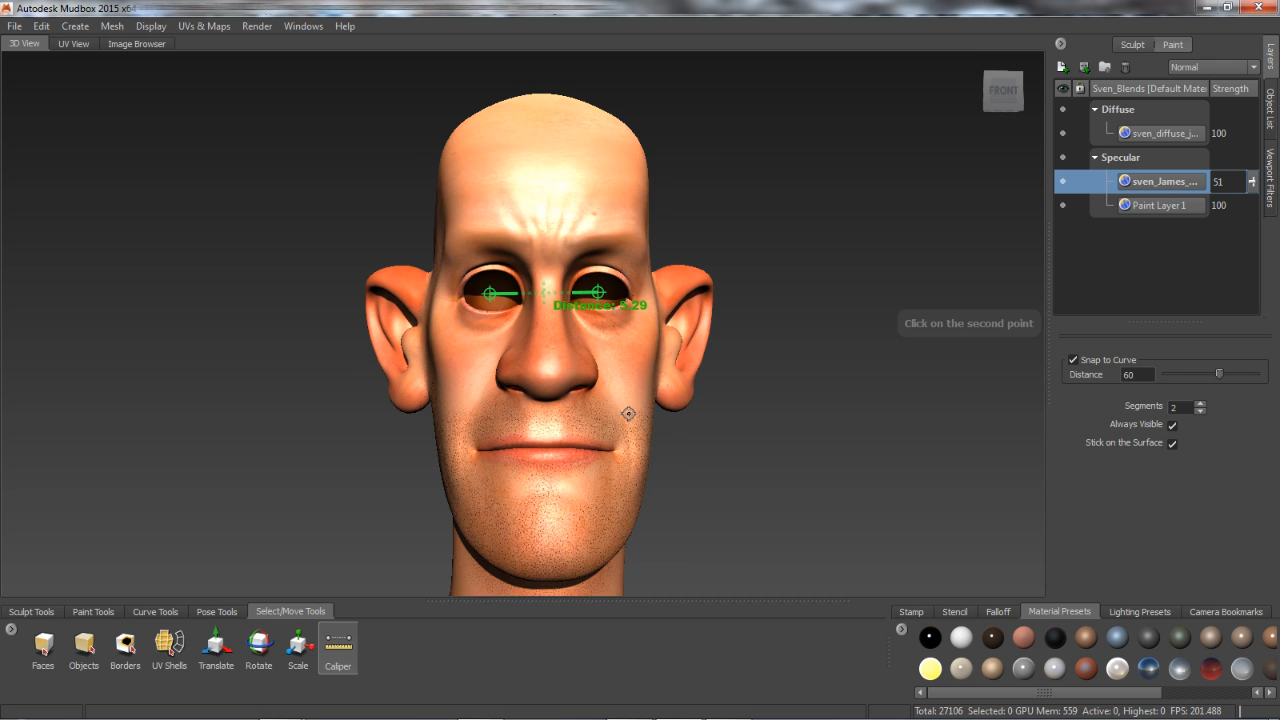 Autodesk Mudbox 2015 x64
File Edit Create Mesh Display UVs & Maps Render Windows Help
3D View UV View Image Browser
FRONT
Distance: 5.29
Click on the second point
Sculpt Paint
Normal
Sven_Blends [Default Mate Strength
Diffuse
sven_diffuse_j... 100
Specular
sven_James_... 51
Paint Layer 1 100
Layers
Object List
Viewport Filters
Snap to Curve
Distance 60
Segments 2
Always Visible
Stick on the Surface
Sculpt Tools Paint Tools Curve Tools Pose Tools Select/Move Tools
Faces Objects Borders UV Shells Translate Rotate Scale Caliper
Stamp Stencil Falloff Material Presets Lighting Presets Camera Bookmarks
Total: 27106 Selected: 0 GPU Mem: 559 Active: 0, Highest: 0 FPS: 201.488